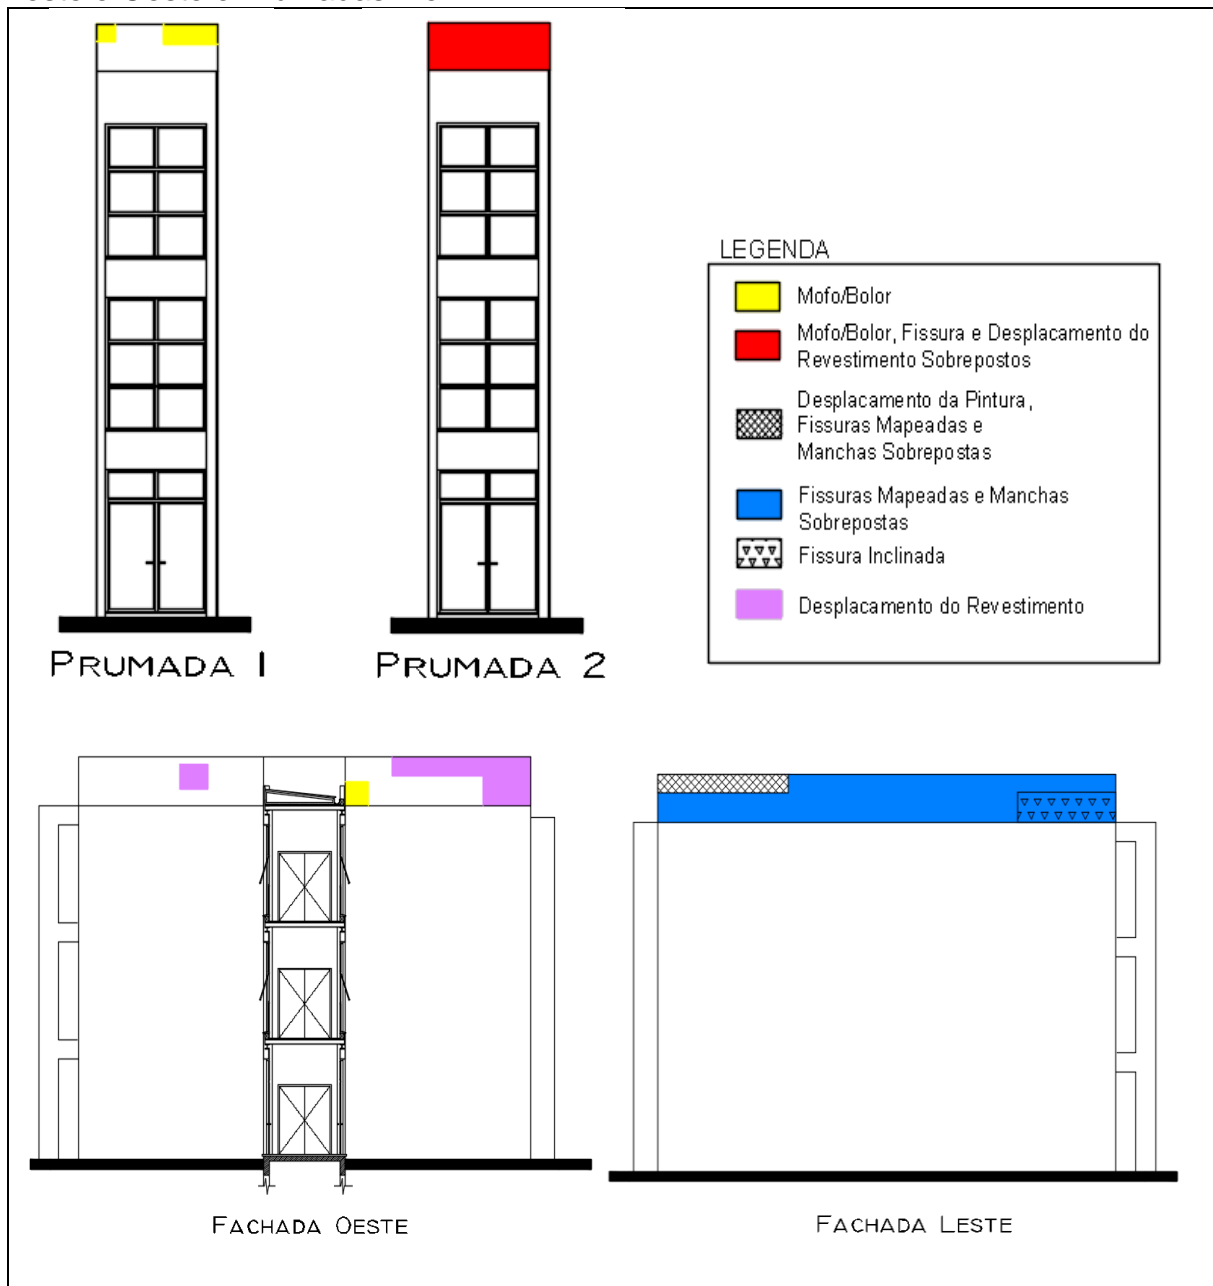 PRUMADA 1
PRUMADA 2
LEGENDA
Mofo/Bolor
Mofo/Bolor, Fissura e Desplacamento do
Revestimento Sobrepostos
Desplacamento da Pintura,
Fissuras Mapeadas e
Manchas Sobrepostas
Fissuras Mapeadas e Manchas
Sobrepostas
Fissura Inclinada
Desplacamento do Revestimento
FACHADA OESTE
FACHADA LESTE